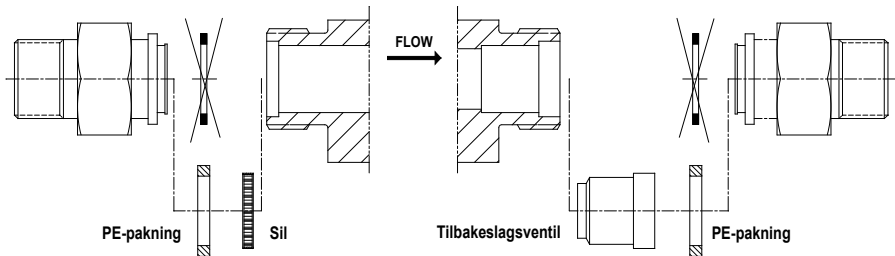 FLOW
PE-pakning
Sil
Tilbakeslagsventil
PE-pakning